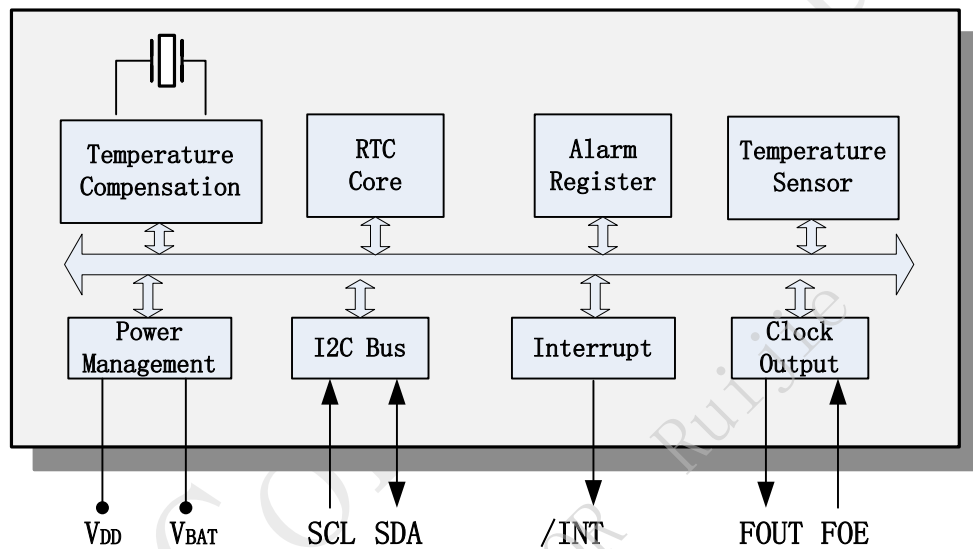 Temperature
Compensation
RTC
Core
Alarm
Register
Temperature
Sensor
Power
Management
I2C Bus
Interrupt
Clock
Output
VDD
VBAT
SCL
SDA
/INT
FOUT
FOE
Ruijie